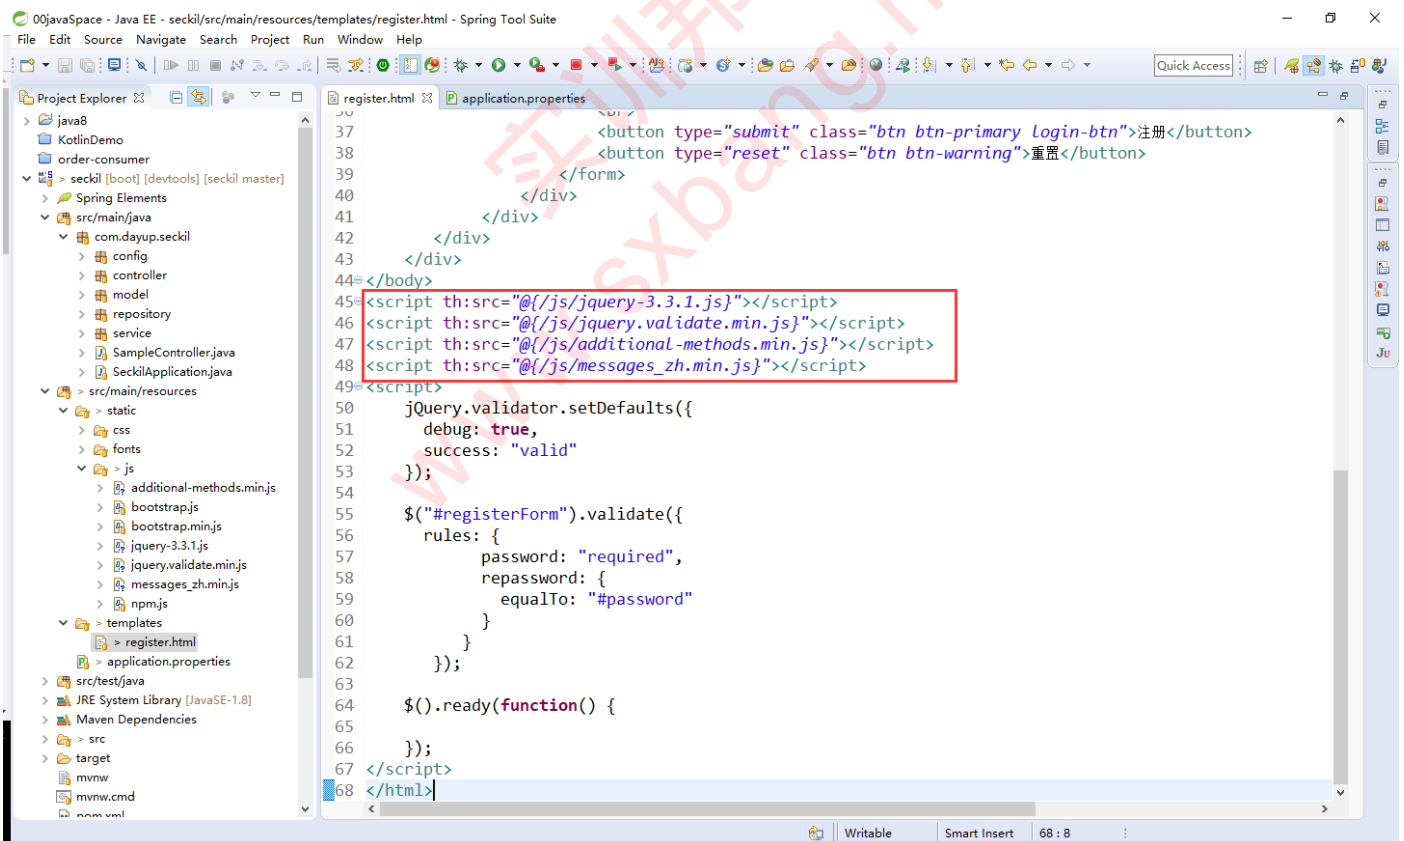 00javaSpace - Java EE - seckil/src/main/resources/templates/register.html - Spring Tool Suite
File Edit Source Navigate Search Project Run Window Help
Quick Access
Project Explorer
java8
KotlinDemo
order-consumer
> seckil [boot] [devtools] [seckil master]
Spring Elements
src/main/java
com.dayup.seckil
config
controller
model
repository
service
SampleController.java
SeckilApplication.java
> src/main/resources
> static
css
fonts
> js
additional-methods.min.js
bootstrap.js
bootstrap.min.js
jquery-3.3.1.js
jquery.validate.min.js
messages_zh.min.js
npm.js
> templates
> register.html
> application.properties
src/test/java
JRE System Library [JavaSE-1.8]
Maven Dependencies
> src
target
mvnw
mvnw.cmd
pom.xml
register.html application.properties
37 <button type="submit" class="btn btn-primary login-btn">注册</button>
38 <button type="reset" class="btn btn-warning">重置</button>
39 </form>
40 </div>
41 </div>
42 </div>
43 </div>
44 </body>
45 <script th:src="@{/js/jquery-3.3.1.js}"></script>
46 <script th:src="@{/js/jquery.validate.min.js}"></script>
47 <script th:src="@{/js/additional-methods.min.js}"></script>
48 <script th:src="@{/js/messages_zh.min.js}"></script>
49 <script>
50 jQuery.validator.setDefaults({
51 debug: true,
52 success: "valid"
53 });
54
55 $("#registerForm").validate({
56 rules: {
57 password: "required",
58 repassword: {
59 equalTo: "#password"
60 }
61 }
62 });
63
64 $().ready(function() {
65
66 });
67 </script>
68 </html>
Writable Smart Insert 68 : 8
实训邦
www.sxbang.n